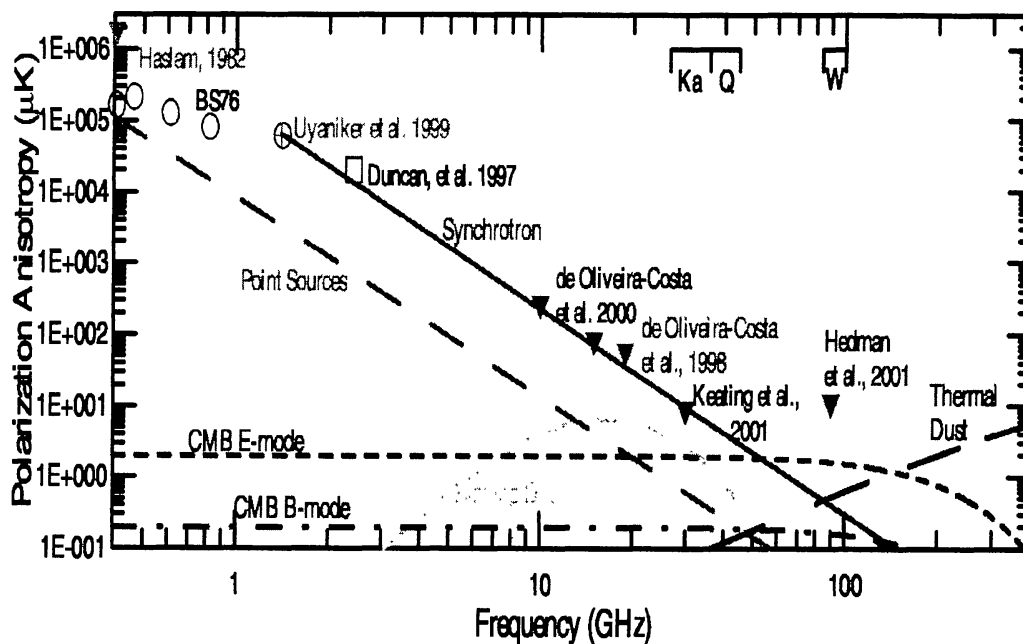 Polarization Anisotropy (μK)
1E+006
1E+005
1E+004
1E+003
1E+002
1E+001
1E+000
1E-001
Haslam, 1982
BS76
Uyaniker et al. 1999
Duncan, et al. 1997
Synchrotron
Point Sources
de Oliveira-Costa
et al. 2000
de Oliveira-Costa
et al., 1998
Keating et al.,
2001
Hedman
et al., 2001
Thermal
Dust
Ka
Q
W
CMB E-mode
CMB B-mode
1
10
100
Frequency (GHz)